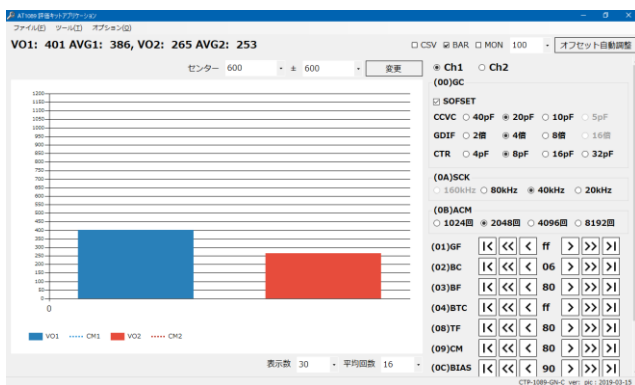 AT1089 評価キットアプリケーション
ファイル(F) ツール(T) オプション(O)
VO1: 401 AVG1: 386, VO2: 265 AVG2: 253
CSV BAR MON 100 オフセット自動調整
センター 600 ± 600 変更
Ch1 Ch2
(00)GC
SOFSET
CCVC 40pF 20pF 10pF 5pF
GDIF 2倍 4倍 8倍 16倍
CTR 4pF 8pF 16pF 32pF
(0A)SCK
160kHz 80kHz 40kHz 20kHz
(0B)ACM
1024回 2048回 4096回 8192回
(01)GF |< << < ff > >> >|
(02)BC |< << < 06 > >> >|
(03)BF |< << < 80 > >> >|
(04)BTC |< << < ff > >> >|
(08)TF |< << < 80 > >> >|
(09)CM |< << < 80 > >> >|
(0C)BIAS |< << < 90 > >> >|
1200
1150
1100
1050
1000
950
900
850
800
750
700
650
600
550
500
450
400
350
300
250
200
150
100
50
0
0
VO1 CM1 VO2 CM2
表示数 30 平均回数 16
CTP-1089-GN-C ver: pic : 2019-03-15